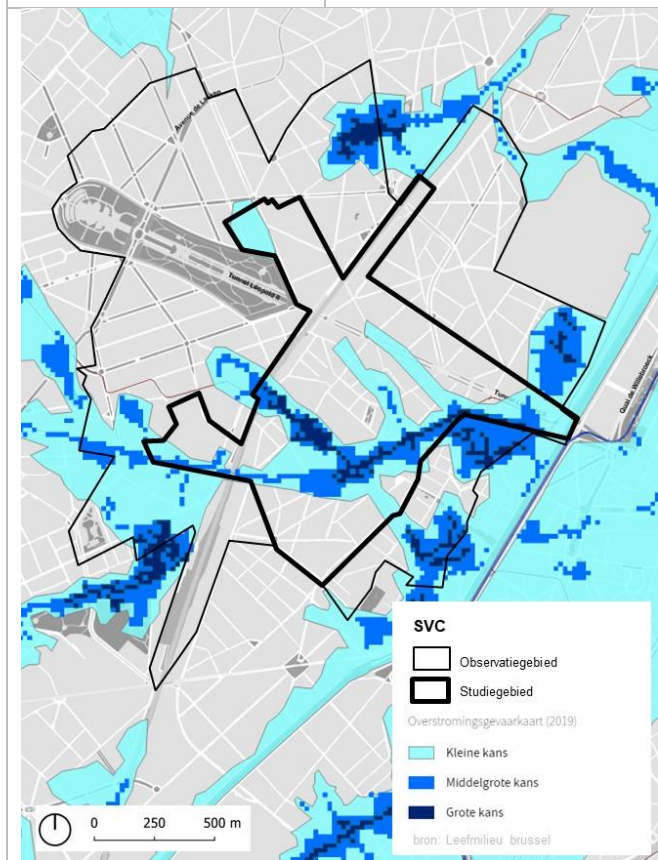 Avenue de Laeken
Tunnel Léopold II
Tunn
Quai de Willebroeck
SVC
Observatiegebied
Studiegebied
Overstromingsgevaarkaart (2019)
Kleine kans
Middelgrote kans
Grote kans
bron: Leefmilieu brussel
0 250 500 m